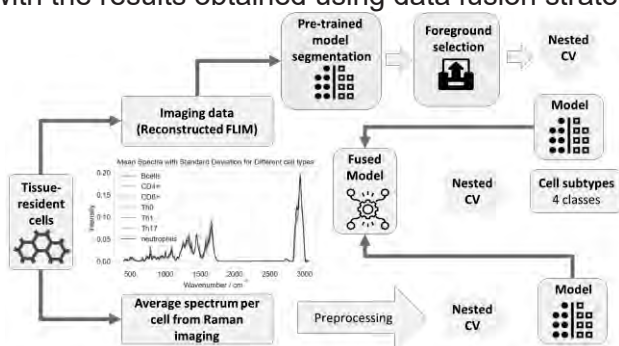 with the results obtained using data fusion strate
Pre-trained
model
segmentation
Foreground
selection
Nested
CV
Imaging data
(Reconstructed FLIM)
Model
Mean Spectra with Standard Deviation for Different cell types
Tissue-
resident
cells
Intensity
0.20
0.15
0.10
0.05
0.00
Bcells
CD4+
CD8+
Th0
Th1
Th17
neutrophils
500
1000
1500
2000
2500
3000
Wavenumber / cm⁻¹
Fused
Model
Nested
CV
Cell subtypes
4 classes
Average spectrum per
cell from Raman
imaging
Preprocessing
Nested
CV
Model